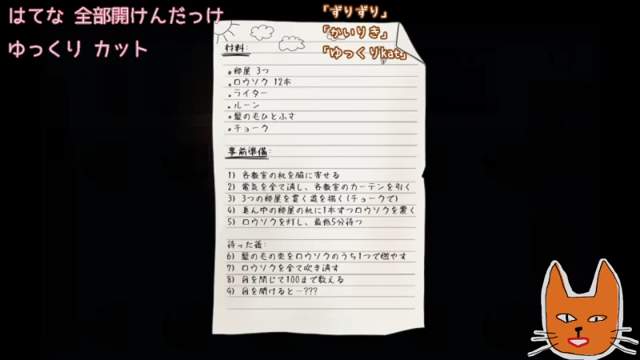 はてな 全部開けんだっけ
ゆっくり カット
「ずりずり」
「かいりき」
「ゆっくりkat」
材料:
・部屋 3つ
・ロウソク 12本
・ライター
・ルーン
・髪の毛ひとふさ
・チョーク
事前準備:
1) 各教室の机を脇に寄せる
2) 電気を全て消し、各教室のカーテンを引く
3) 3つの部屋を貫く道を描く(チョークで)
4) まん中の部屋の机に1本ずつロウソクを置く
5) ロウソクを灯し、最低5分待つ
待った後:
6) 髪の毛の束をロウソクのうち1つで燃やす
7) ロウソクを全て吹き消す
8) 目を閉じて100まで数える
9) 目を開けると…???